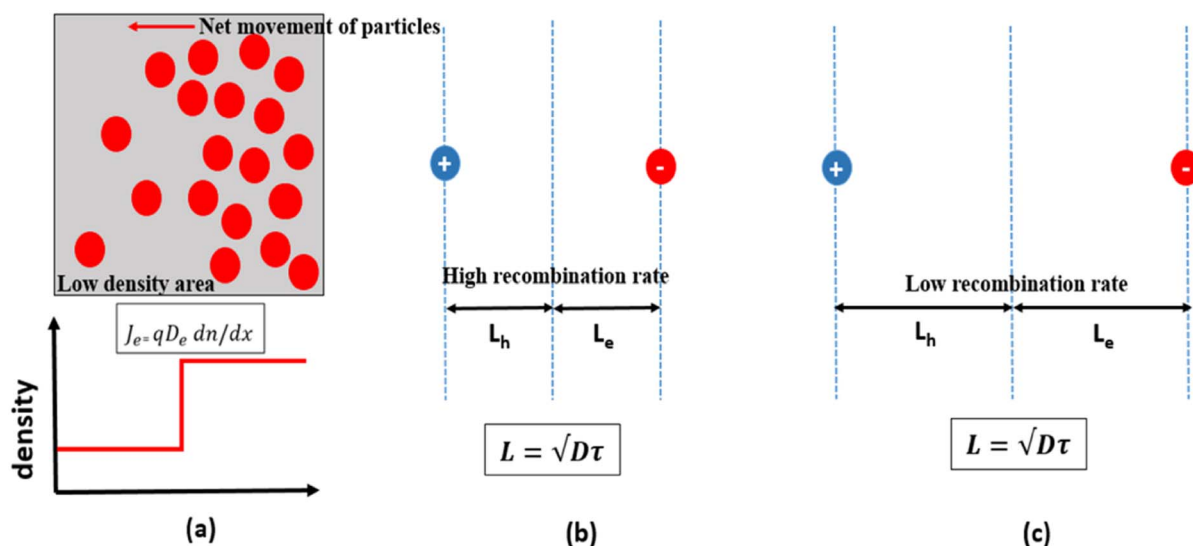 Net movement of particles
Low density area
J_e= qD_e dn/dx
density
(a)
+
-
High recombination rate
L_h
L_e
L = √Dτ
(b)
+
-
Low recombination rate
L_h
L_e
L = √Dτ
(c)